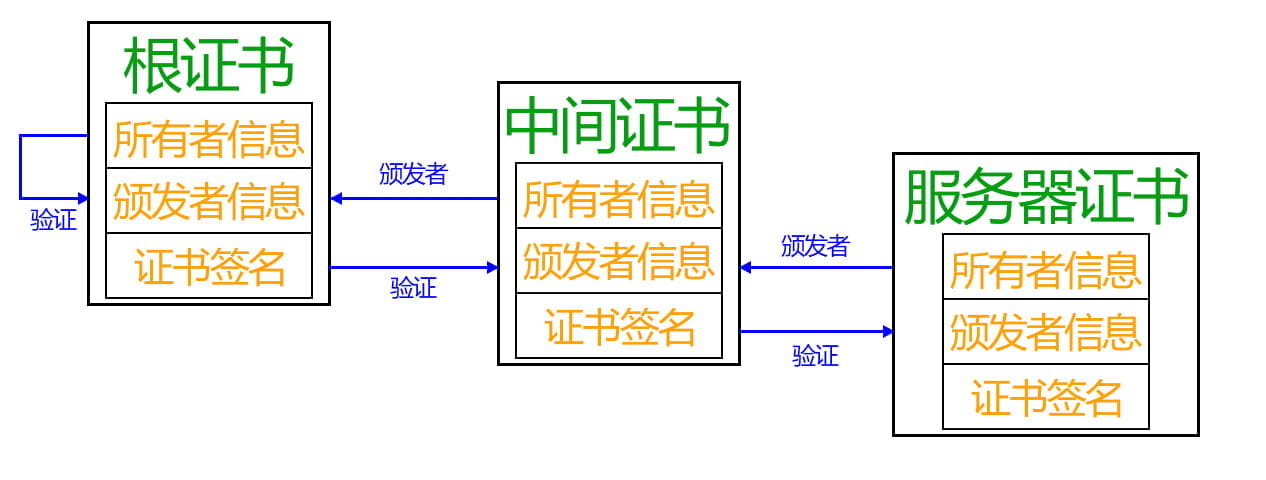 根证书
所有者信息
颁发者信息
证书签名
验证
颁发者
验证
中间证书
所有者信息
颁发者信息
证书签名
颁发者
验证
服务器证书
所有者信息
颁发者信息
证书签名